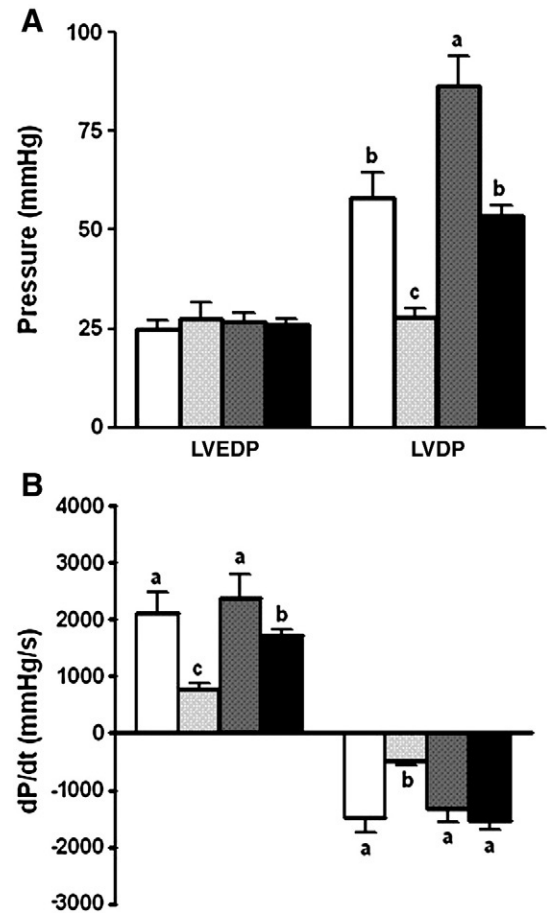 A
Pressure (mmHg)
100
75
50
25
0
b
c
a
b
LVEDP
LVDP
B
dP/dt (mmHg/s)
4000
3000
2000
1000
0
-1000
-2000
-3000
a
c
a
b
a
b
a
a